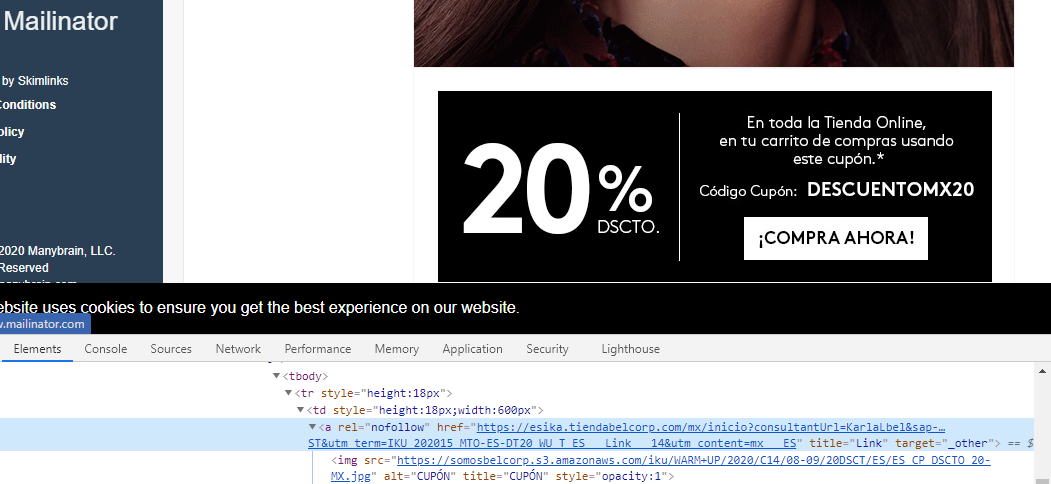 Mailinator
by Skimlinks
Conditions
olicy
lity
2020 Manybrain, LLC.
Reserved
20%
DSCTO.
En toda la Tienda Online,
en tu carrito de compras usando
este cupón.*
Código Cupón: DESCUENTOMX20
¡COMPRA AHORA!
ebsite uses cookies to ensure you get the best experience on our website.
w.mailinator.com
Elements Console Sources Network Performance Memory Application Security Lighthouse
<tbody>
<tr style="height:18px">
<td style="height:18px;width:600px">
<a rel="nofollow" href="https://esika.tiendabelcorp.com/mx/inicio?consultantUrl=KarlaLbel&sap-…
ST&utm_term=IKU_202015_MTO-ES-DT20_WU_T_ES___Link___14&utm_content=mx___ES" title="Link" target="_other"> == $
<img src="https://somosbelcorp.s3.amazonaws.com/iku/WARM+UP/2020/C14/08-09/20DSCT/ES/ES_CP_DSCTO_20-
MX.jpg" alt="CUPÓN" title="CUPÓN" style="opacity:1">